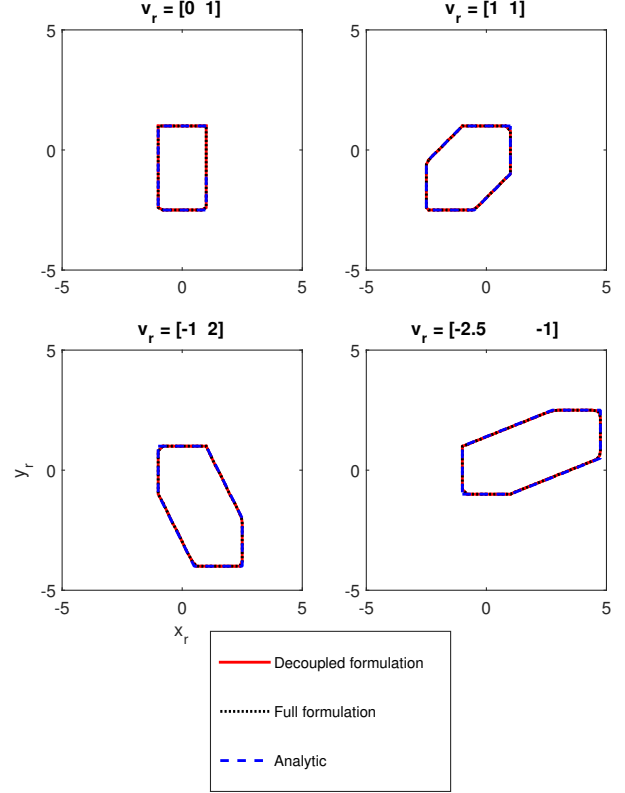 v_r = [0 1]
v_r = [1 1]
5
0
-5
-5 0 5
5
0
-5
-5 0 5
v_r = [-1 2]
v_r = [-2.5 -1]
5
0
-5
y_r
-5 0 5
x_r
5
0
-5
-5 0 5
Decoupled formulation
Full formulation
Analytic